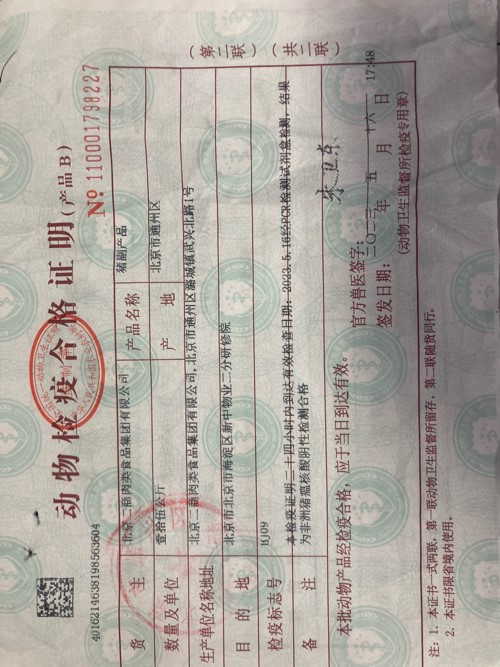 40162146381985636​04
动物检疫合格证明(产品B)
№ 11000179822​7
(第二联)
(共二联)
货 主 北京二商肉类食品集团有限公司 产品名称 猪副产品
数量及单位 壹拾伍公斤 产 地 北京市通州区
生产单位名称地址 北京二商肉类食品集团有限公司,北京市通州区潞城镇武兴北路1号
目 的 地 北京市北京市海淀区新中物业二分研修院
检疫标志号 BJ09
备 注 本检疫证明二十四小时内到达有效检查日期:2023.5.16经PCR检测试剂盒检测,结果
为非洲猪瘟核酸阴性检测合格
本批动物产品经检疫合格,应于当日到达有效。
官方兽医签字:
签发日期:二〇二三 年 五 月 十六 日 17:48
(动物卫生监督所检疫专用章)
注:1. 本证书一式两联,第一联动物卫生监督所留存,第二联随货同行。
2. 本证书限省境内使用。